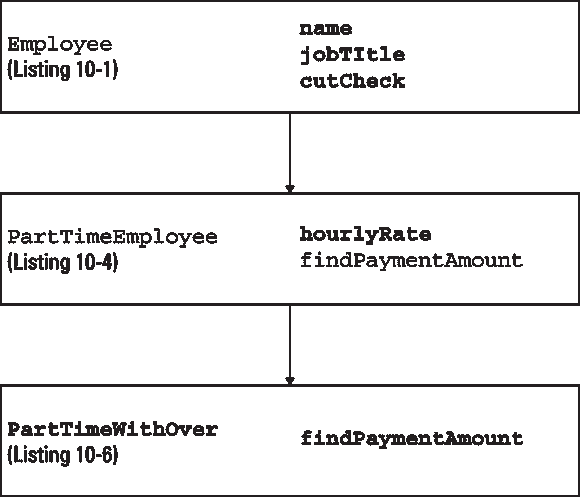 Employee
(Listing 10-1)
name
jobTItle
cutCheck
PartTimeEmployee
(Listing 10-4)
hourlyRate
findPaymentAmount
PartTimeWithOver
(Listing 10-6)
findPaymentAmount